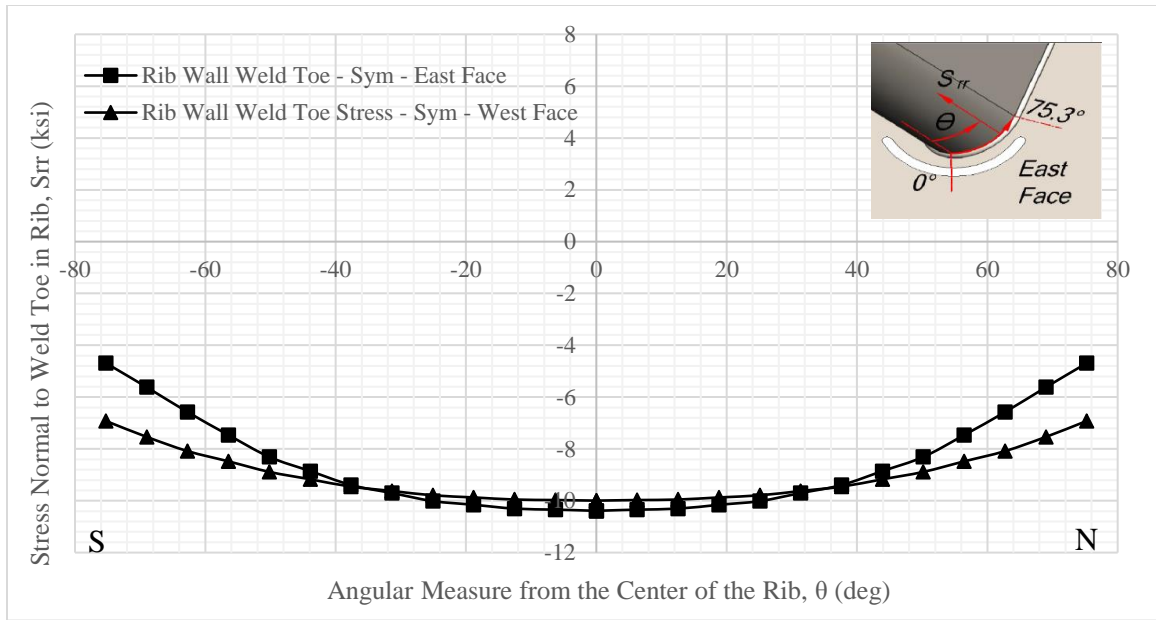 8
Rib Wall Weld Toe - Sym - East Face
Rib Wall Weld Toe Stress - Sym - West Face
6
4
2
0
-80 -60 -40 -20 0 20 40 60 80
-2
-4
-6
-8
-10
-12
Stress Normal to Weld Toe in Rib, Srr (ksi)
S
N
Angular Measure from the Center of the Rib, θ (deg)
S rr
θ
75.3°
0°
East
Face